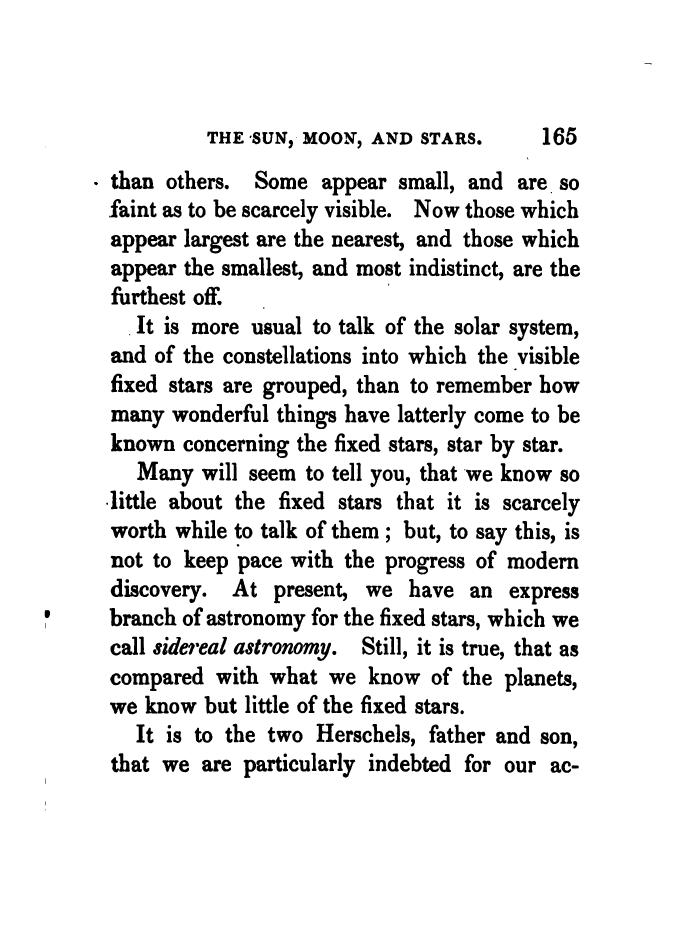 THE SUN, MOON, AND STARS. 165
than others. Some appear small, and are so
faint as to be scarcely visible. Now those which
appear largest are the nearest, and those which
appear the smallest, and most indistinct, are the
furthest off.
It is more usual to talk of the solar system,
and of the constellations into which the visible
fixed stars are grouped, than to remember how
many wonderful things have latterly come to be
known concerning the fixed stars, star by star.
Many will seem to tell you, that we know so
little about the fixed stars that it is scarcely
worth while to talk of them; but, to say this, is
not to keep pace with the progress of modern
discovery. At present, we have an express
branch of astronomy for the fixed stars, which we
call sidereal astronomy. Still, it is true, that as
compared with what we know of the planets,
we know but little of the fixed stars.
It is to the two Herschels, father and son,
that we are particularly indebted for our ac-